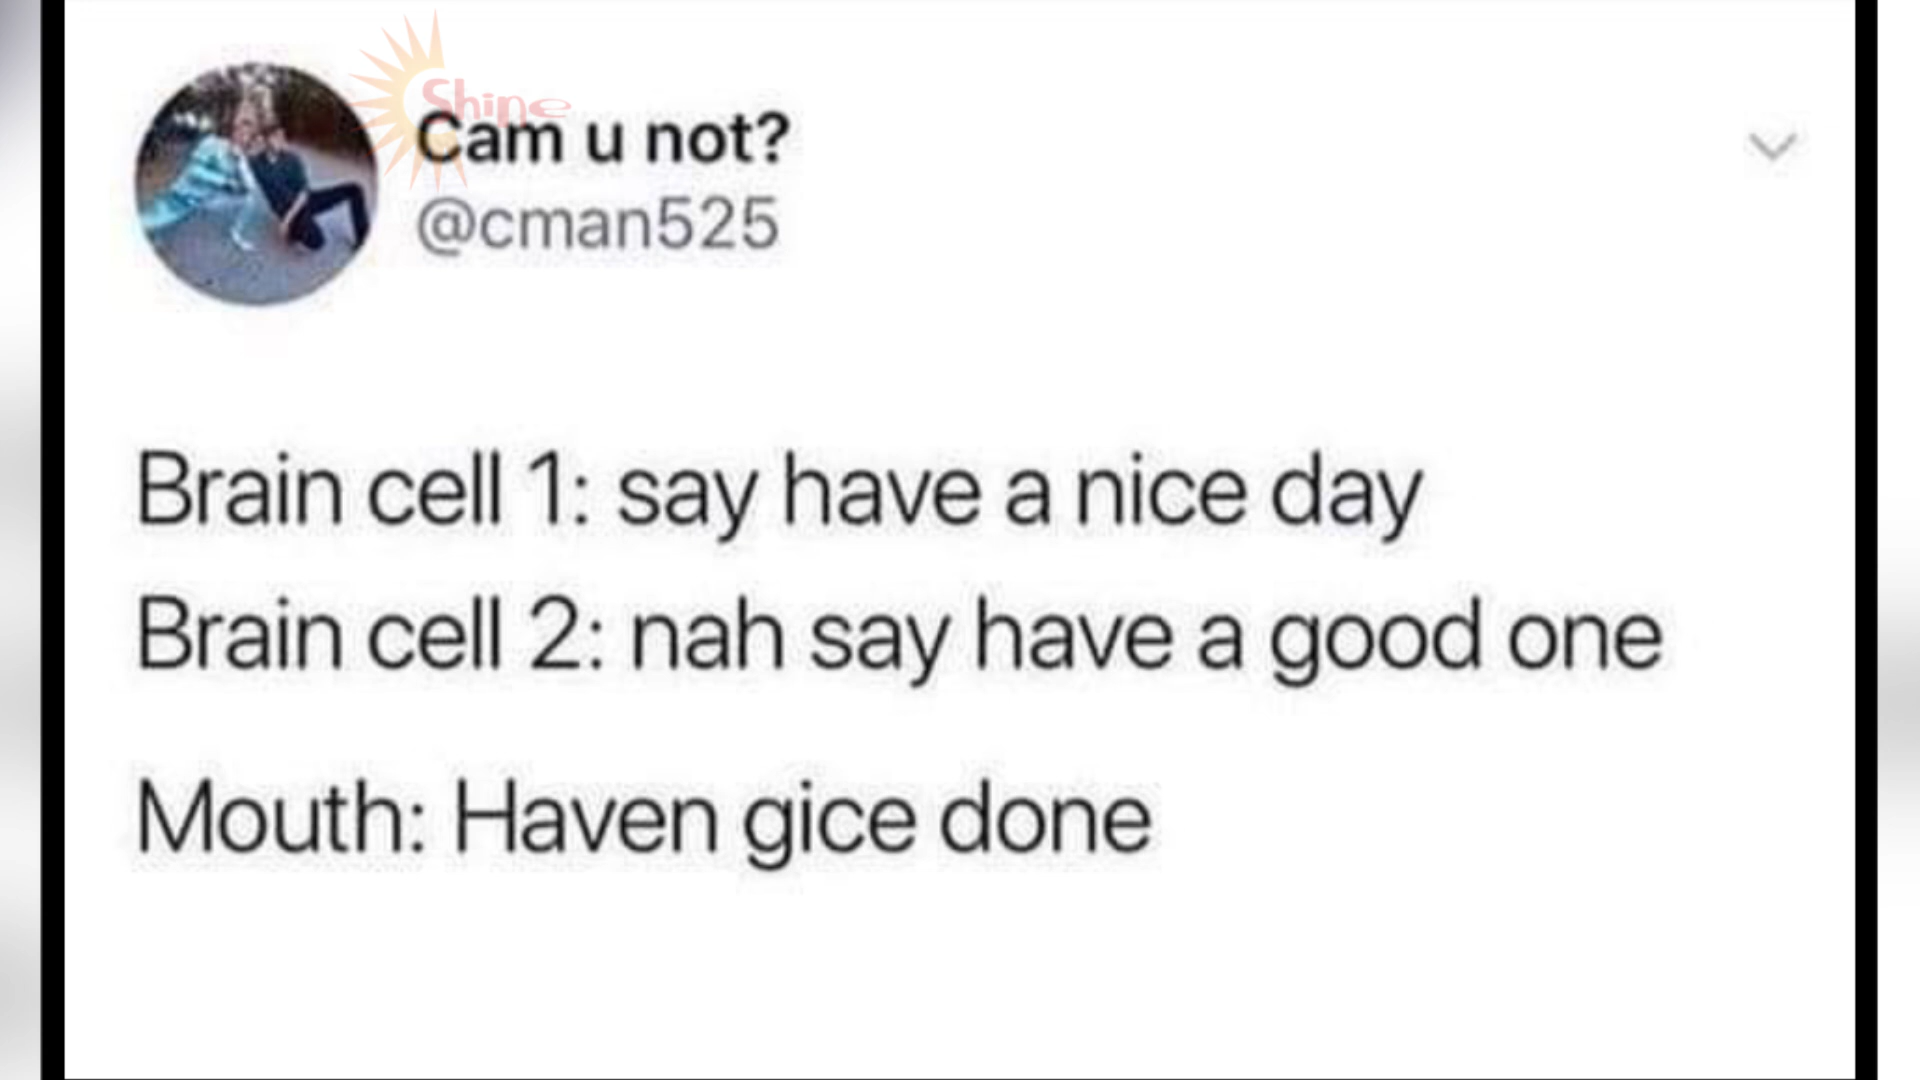 Shine
Cam u not?
@cman525
Brain cell 1: say have a nice day
Brain cell 2: nah say have a good one
Mouth: Haven gice done